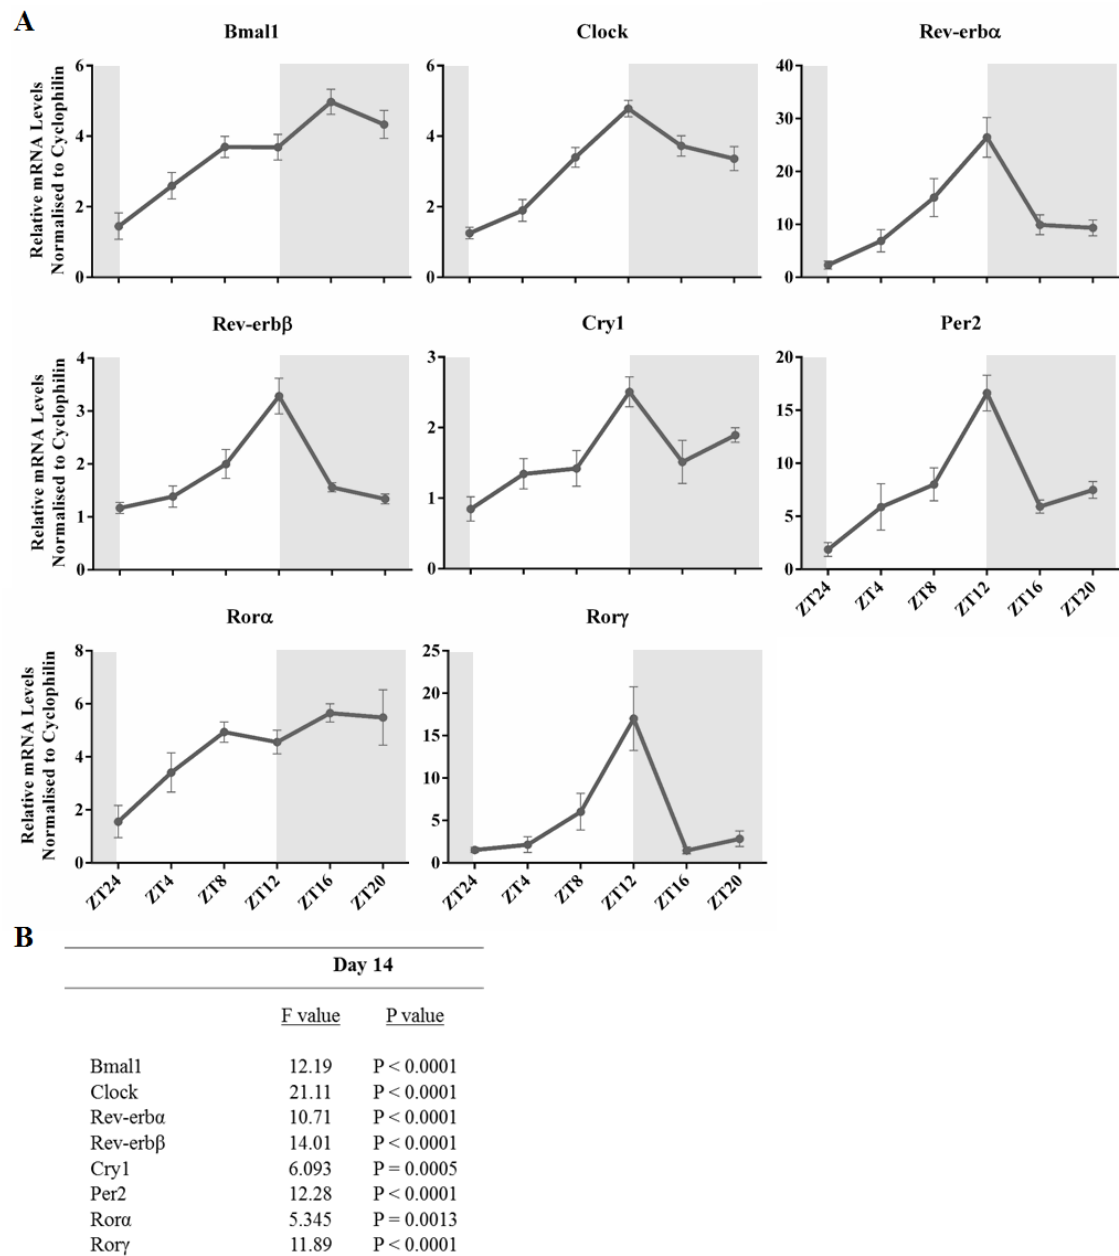 A
Bmal1
Clock
Rev-erbα
Relative mRNA Levels
Normalised to Cyclophilin
6
4
2
0
6
4
2
0
40
30
20
10
0
Rev-erbβ
Cry1
Per2
Relative mRNA Levels
Normalised to Cyclophilin
4
3
2
1
0
3
2
1
0
20
15
10
5
0
ZT24 ZT4 ZT8 ZT12 ZT16 ZT20
Rorα
Rorγ
Relative mRNA Levels
Normalised to Cyclophilin
8
6
4
2
0
25
20
15
10
5
0
ZT24 ZT4 ZT8 ZT12 ZT16 ZT20
ZT24 ZT4 ZT8 ZT12 ZT16 ZT20
B
Day 14
F value P value
Bmal1 12.19 P < 0.0001
Clock 21.11 P < 0.0001
Rev-erbα 10.71 P < 0.0001
Rev-erbβ 14.01 P < 0.0001
Cry1 6.093 P = 0.0005
Per2 12.28 P < 0.0001
Rorα 5.345 P = 0.0013
Rorγ 11.89 P < 0.0001